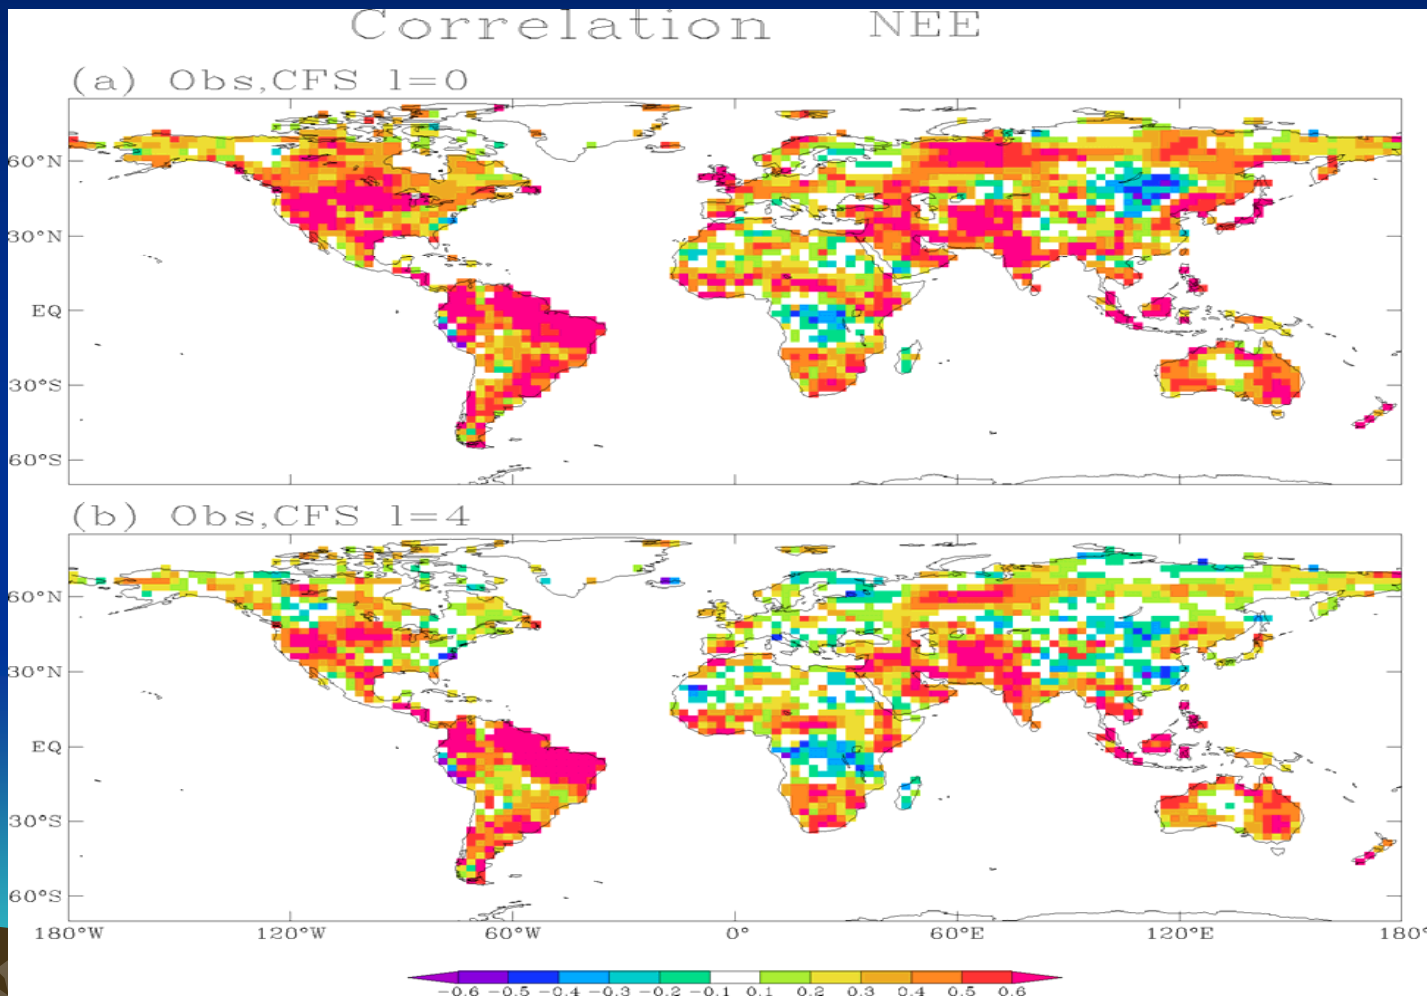 Correlation NEE
(a) Obs,CFS l=0
60°N
30°N
EQ
30°S
60°S
(b) Obs,CFS l=4
60°N
30°N
EQ
30°S
60°S
180°W 120°W 60°W 0° 60°E 120°E 180°
-0.6 -0.5 -0.4 -0.3 -0.2 -0.1 0.1 0.2 0.3 0.4 0.5 0.6